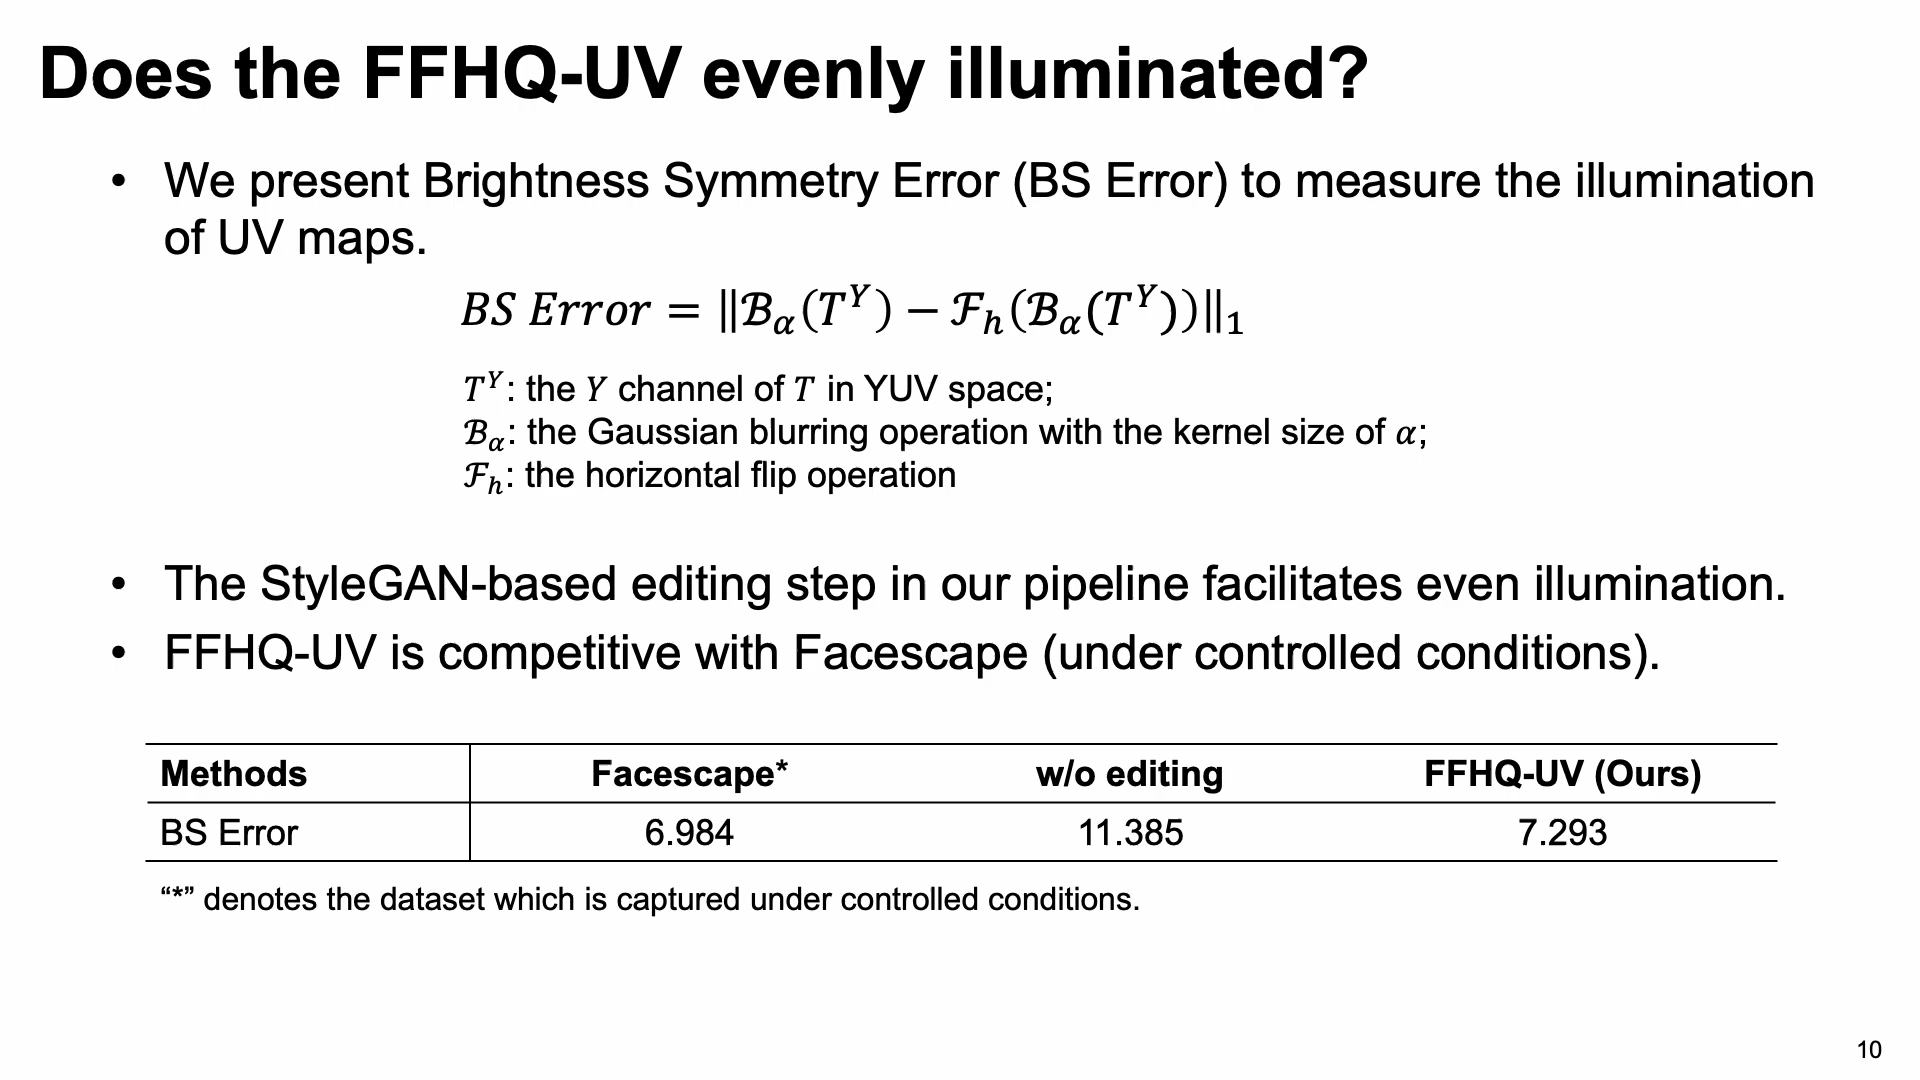 Does the FFHQ-UV evenly illuminated?
• We present Brightness Symmetry Error (BS Error) to measure the illumination
of UV maps.
𝐵𝑆 𝐸𝑟𝑟𝑜𝑟 = ‖ℬ_𝛼(𝑇^𝑌) − ℱ_ℎ(ℬ_𝛼(𝑇^𝑌))‖_1
𝑇^𝑌: the 𝑌 channel of 𝑇 in YUV space;
ℬ_𝛼: the Gaussian blurring operation with the kernel size of 𝛼;
ℱ_ℎ: the horizontal flip operation
• The StyleGAN-based editing step in our pipeline facilitates even illumination.
• FFHQ-UV is competitive with Facescape (under controlled conditions).
Methods Facescape* w/o editing FFHQ-UV (Ours)
BS Error 6.984 11.385 7.293
“*” denotes the dataset which is captured under controlled conditions.
10